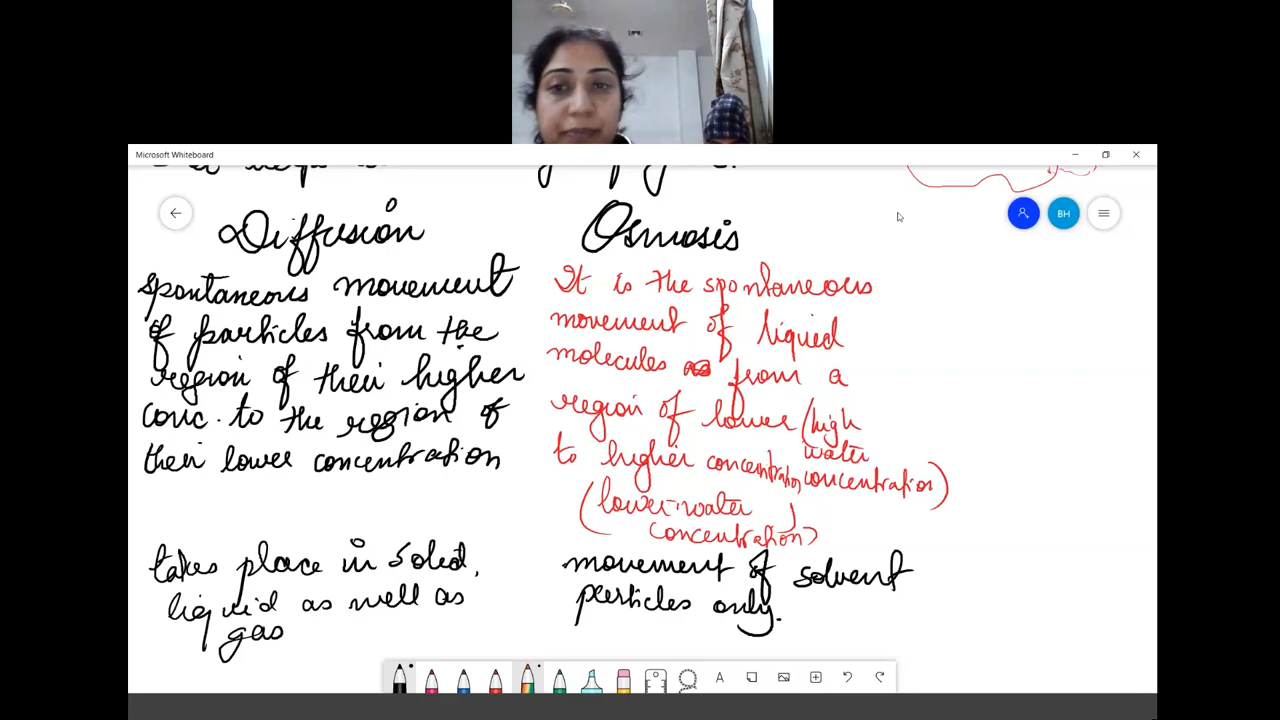 Microsoft Whiteboard
BH
Diffusion
spontaneous movement
of particles from the
region of their higher
conc. to the region of
their lower concentration
takes place in Solid,
liquid as well as
gas
Osmosis
It is the spontaneous
movement of liquid
molecules from a
region of lower (high
water
to higher concentration concentration)
(lower-water
concentration)
movement of solvent
particles only.
A